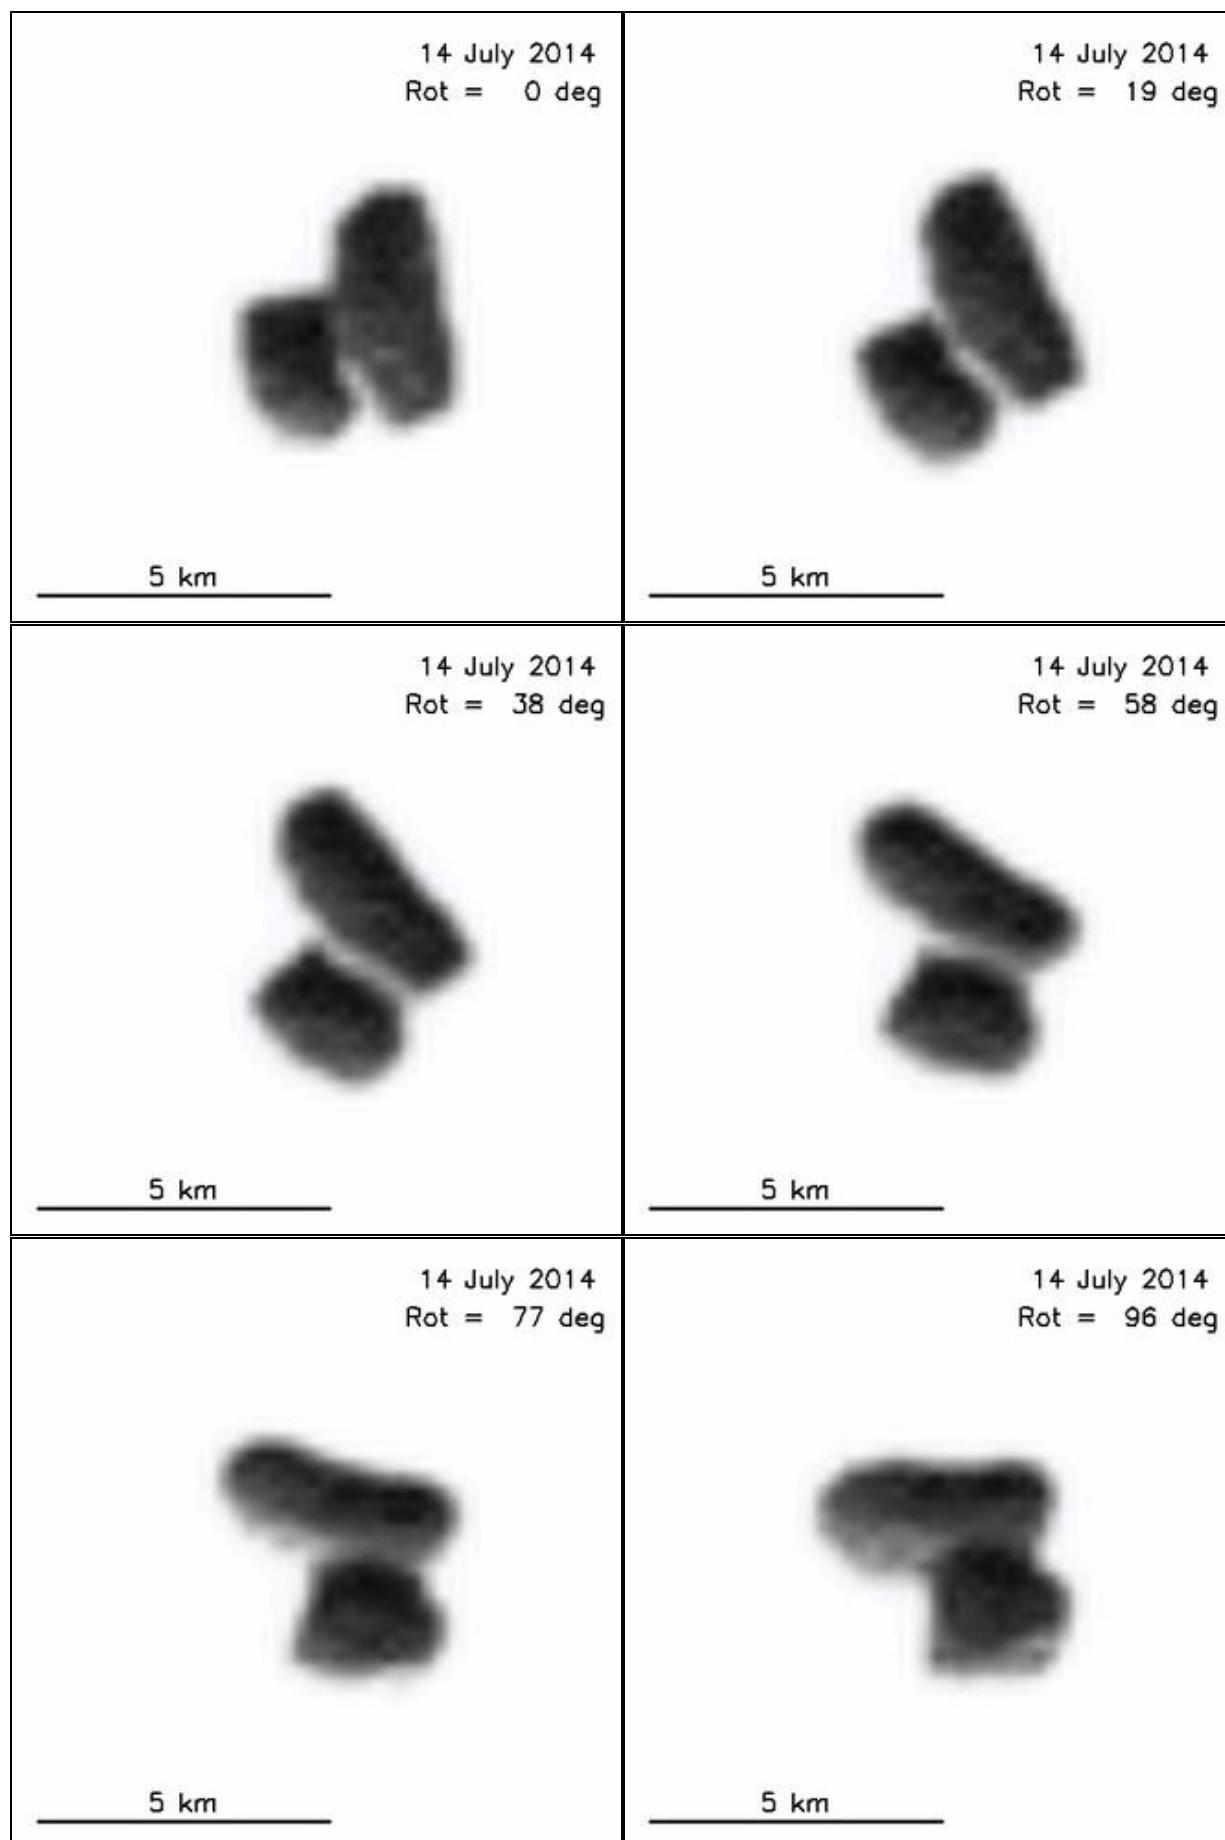 14 July 2014
Rot = 0 deg
5 km
14 July 2014
Rot = 19 deg
5 km
14 July 2014
Rot = 38 deg
5 km
14 July 2014
Rot = 58 deg
5 km
14 July 2014
Rot = 77 deg
5 km
14 July 2014
Rot = 96 deg
5 km